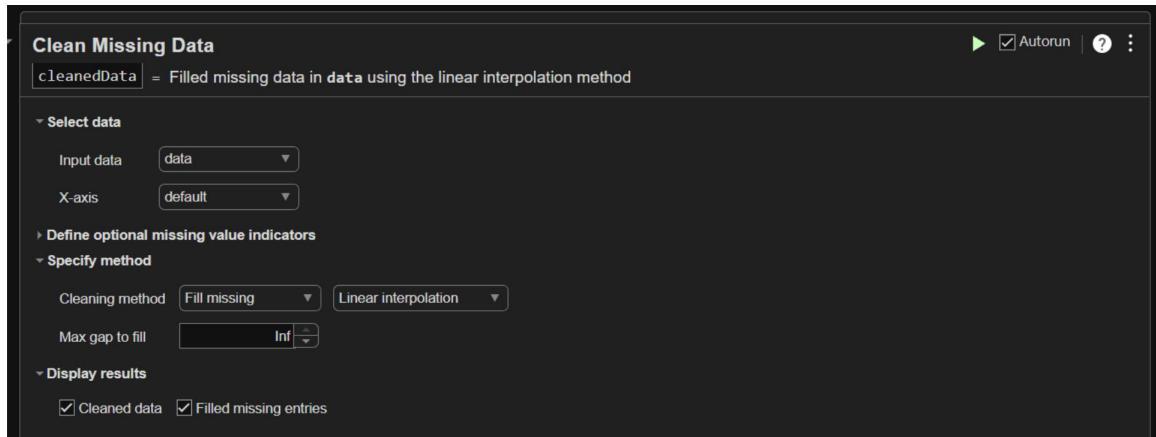 Clean Missing Data
Autorun ?
cleanedData = Filled missing data in data using the linear interpolation method
Select data
Input data data
X-axis default
Define optional missing value indicators
Specify method
Cleaning method Fill missing Linear interpolation
Max gap to fill Inf
Display results
Cleaned data Filled missing entries